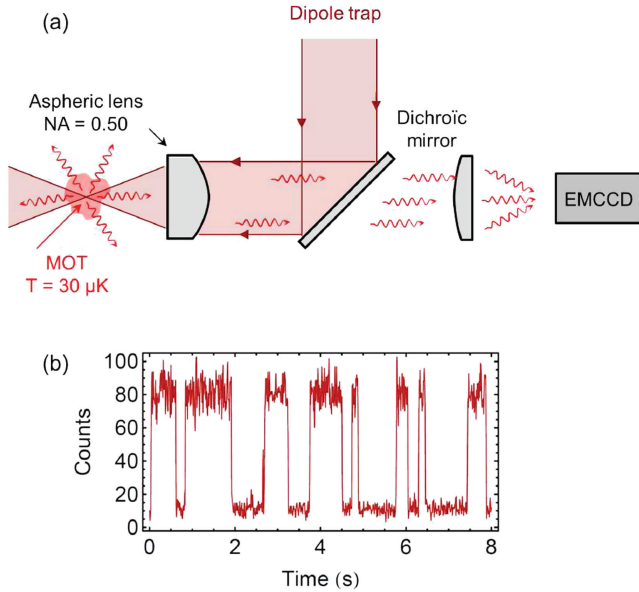 (a)
Dipole trap
Aspheric lens
NA = 0.50
Dichroïc
mirror
EMCCD
MOT
T = 30 µK
(b)
100
80
60
40
20
0
Counts
0
2
4
6
8
Time (s)